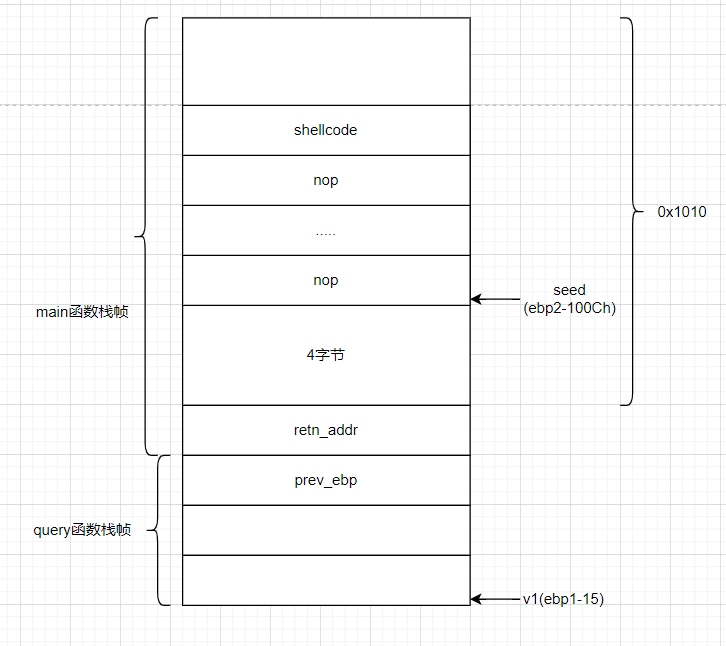 shellcode
nop
.....
0x1010
nop
seed
(ebp2-100Ch)
main函数栈帧
4字节
retn_addr
prev_ebp
query函数栈帧
v1(ebp1-15)